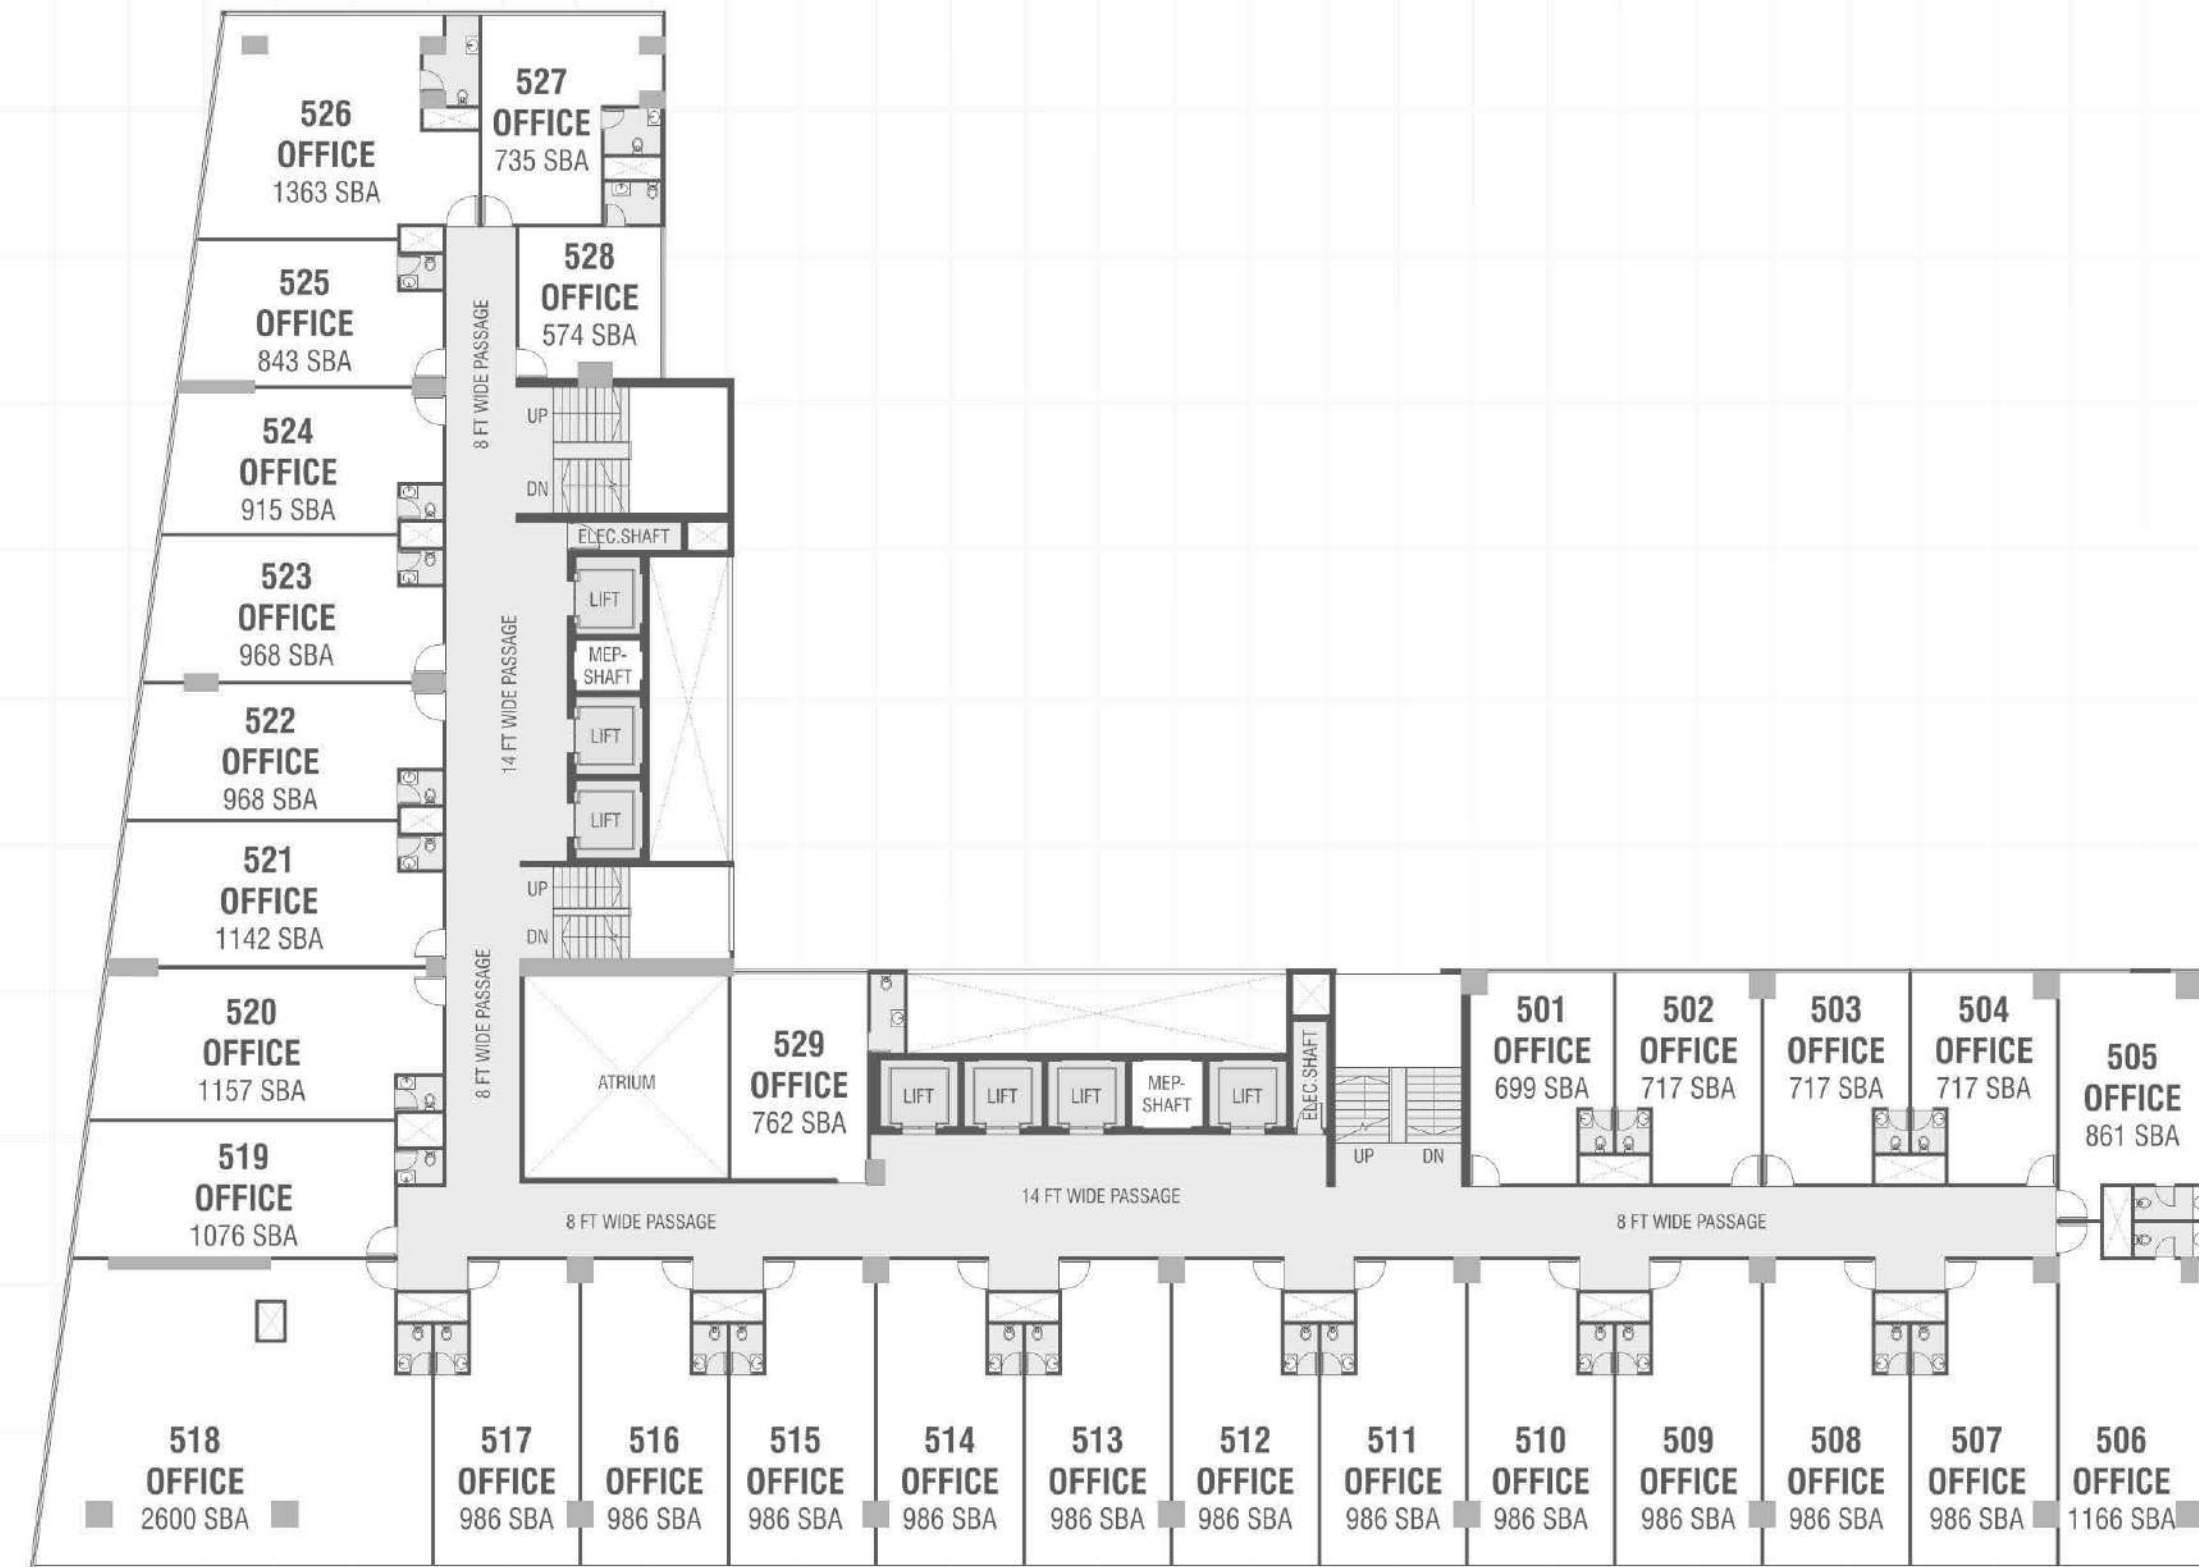 526
OFFICE
1363 SBA
527
OFFICE
735 SBA
525
OFFICE
843 SBA
528
OFFICE
574 SBA
8 FT WIDE PASSAGE
524
OFFICE
915 SBA
UP
DN
ELEC.SHAFT
523
OFFICE
968 SBA
14 FT WIDE PASSAGE
LIFT
MEP-
SHAFT
LIFT
LIFT
522
OFFICE
968 SBA
521
OFFICE
1142 SBA
UP
DN
8 FT WIDE PASSAGE
520
OFFICE
1157 SBA
ATRIUM
529
OFFICE
762 SBA
LIFT
LIFT
LIFT
MEP-
SHAFT
LIFT
ELEC.SHAFT
UP
DN
501
OFFICE
699 SBA
502
OFFICE
717 SBA
503
OFFICE
717 SBA
504
OFFICE
717 SBA
505
OFFICE
861 SBA
519
OFFICE
1076 SBA
8 FT WIDE PASSAGE
14 FT WIDE PASSAGE
8 FT WIDE PASSAGE
518
OFFICE
2600 SBA
517
OFFICE
986 SBA
516
OFFICE
986 SBA
515
OFFICE
986 SBA
514
OFFICE
986 SBA
513
OFFICE
986 SBA
512
OFFICE
986 SBA
511
OFFICE
986 SBA
510
OFFICE
986 SBA
509
OFFICE
986 SBA
508
OFFICE
986 SBA
507
OFFICE
986 SBA
506
OFFICE
1166 SBA